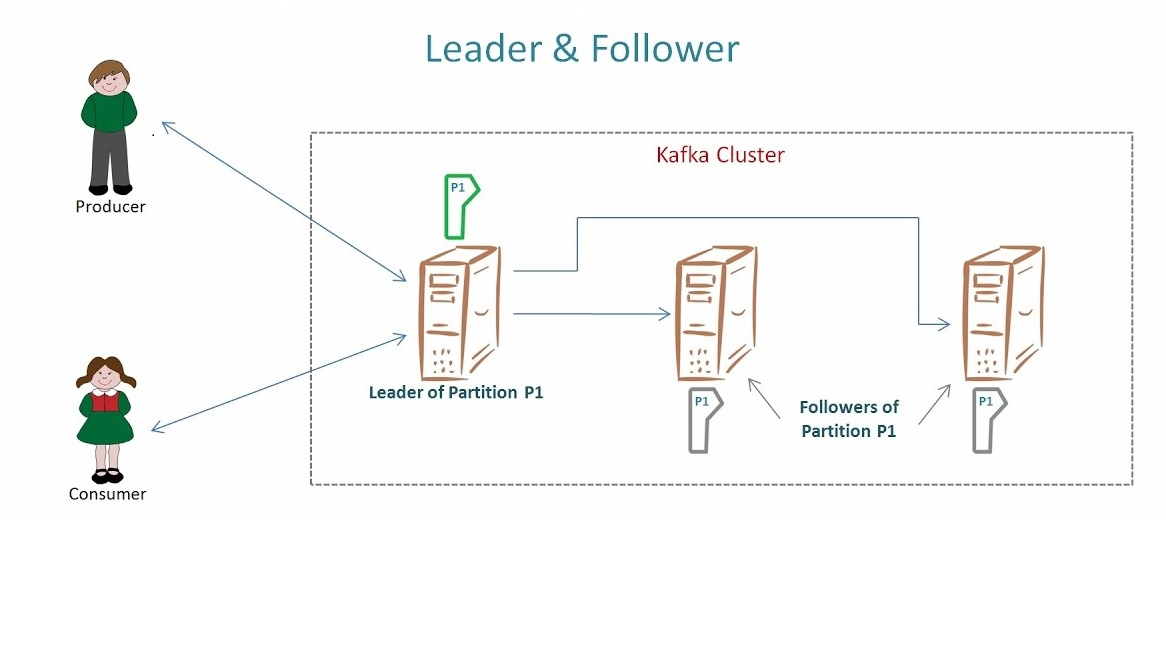 Leader & Follower
Producer
Kafka Cluster
P1
Leader of Partition P1
P1
Followers of
Partition P1
P1
Consumer